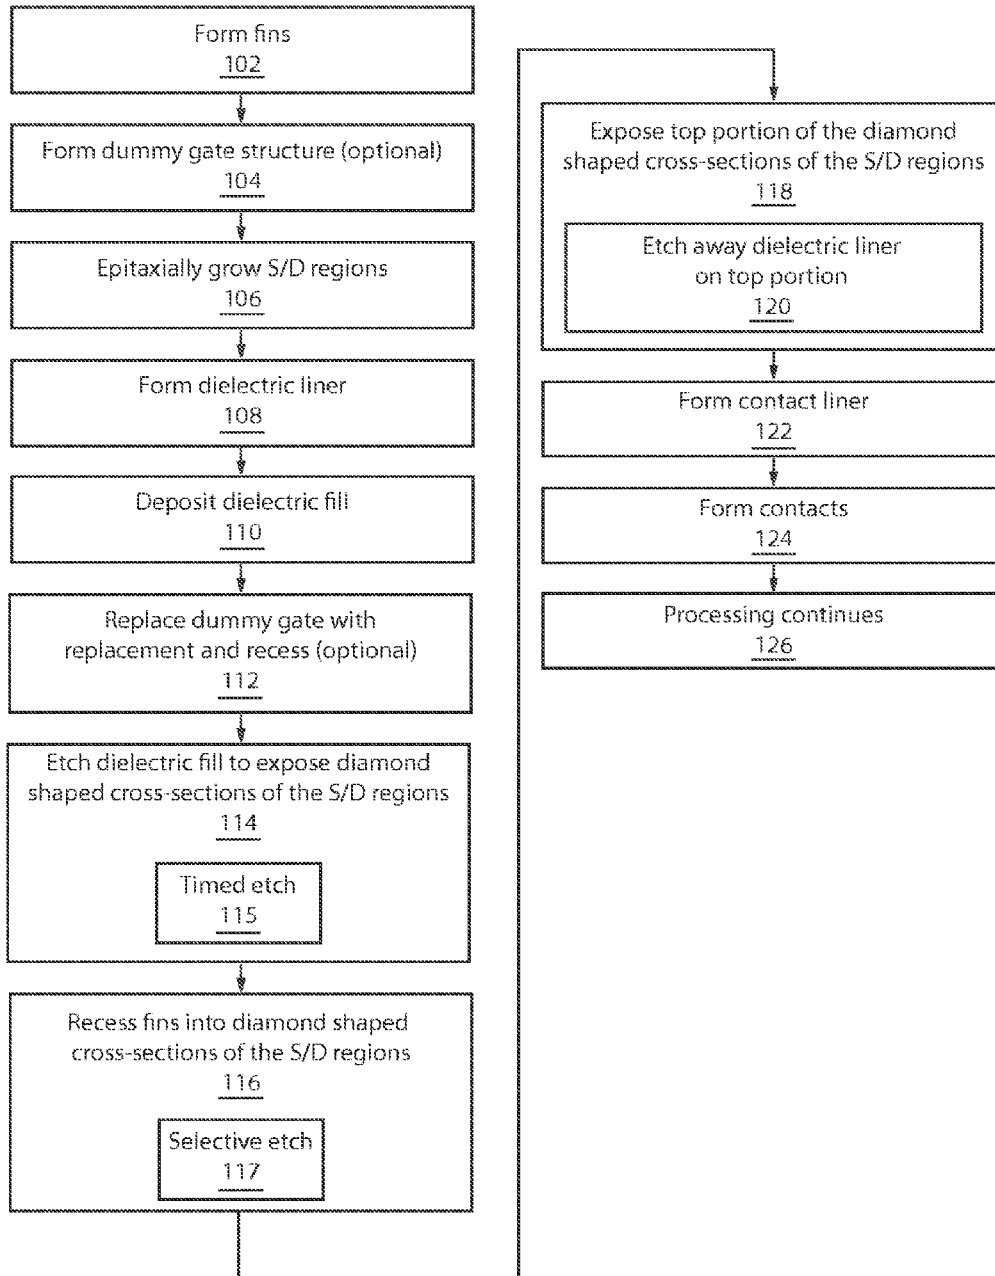 Form fins
102
Form dummy gate structure (optional)
104
Epitaxially grow S/D regions
106
Form dielectric liner
108
Deposit dielectric fill
110
Replace dummy gate with
replacement and recess (optional)
112
Etch dielectric fill to expose diamond
shaped cross-sections of the S/D regions
114
Timed etch
115
Recess fins into diamond shaped
cross-sections of the S/D regions
116
Selective etch
117
Expose top portion of the diamond
shaped cross-sections of the S/D regions
118
Etch away dielectric liner
on top portion
120
Form contact liner
122
Form contacts
124
Processing continues
126